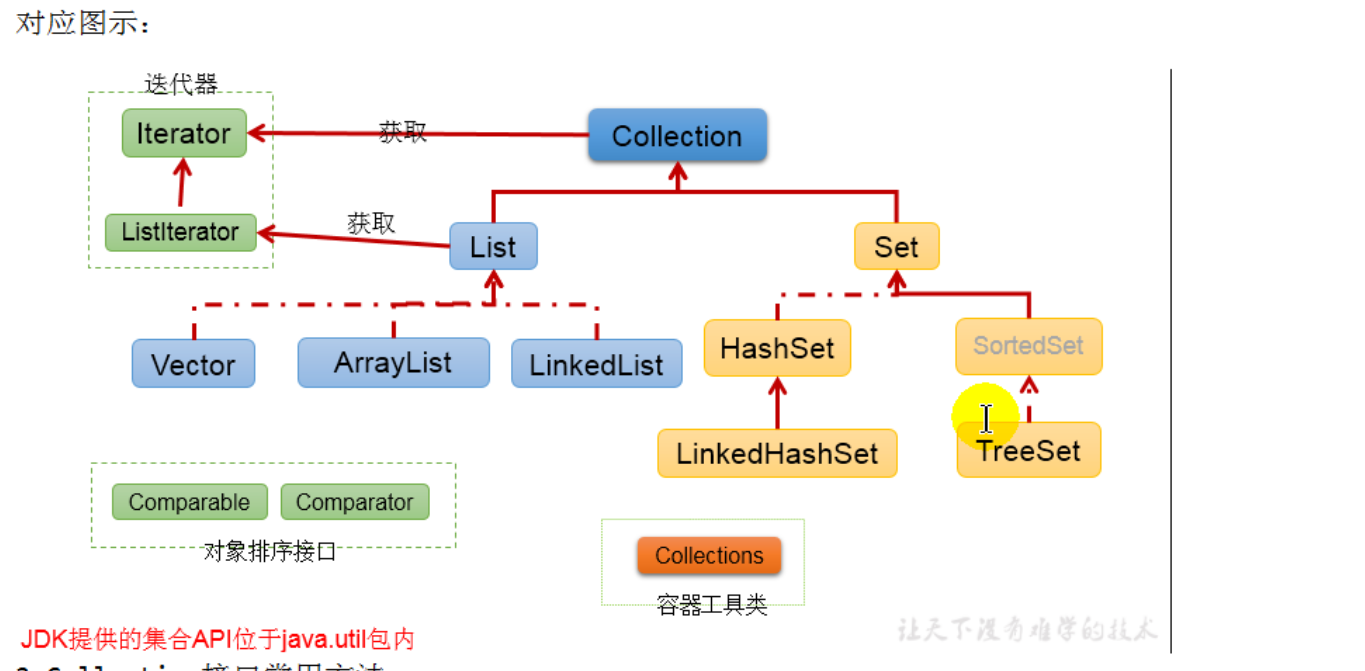 对应图示：
迭代器
Iterator
获取
Collection
ListIterator
获取
List
Set
Vector
ArrayList
LinkedList
HashSet
SortedSet
LinkedHashSet
TreeSet
Comparable
Comparator
对象排序接口
Collections
容器工具类
让天下没有难学的技术
JDK提供的集合API位于java.util包内